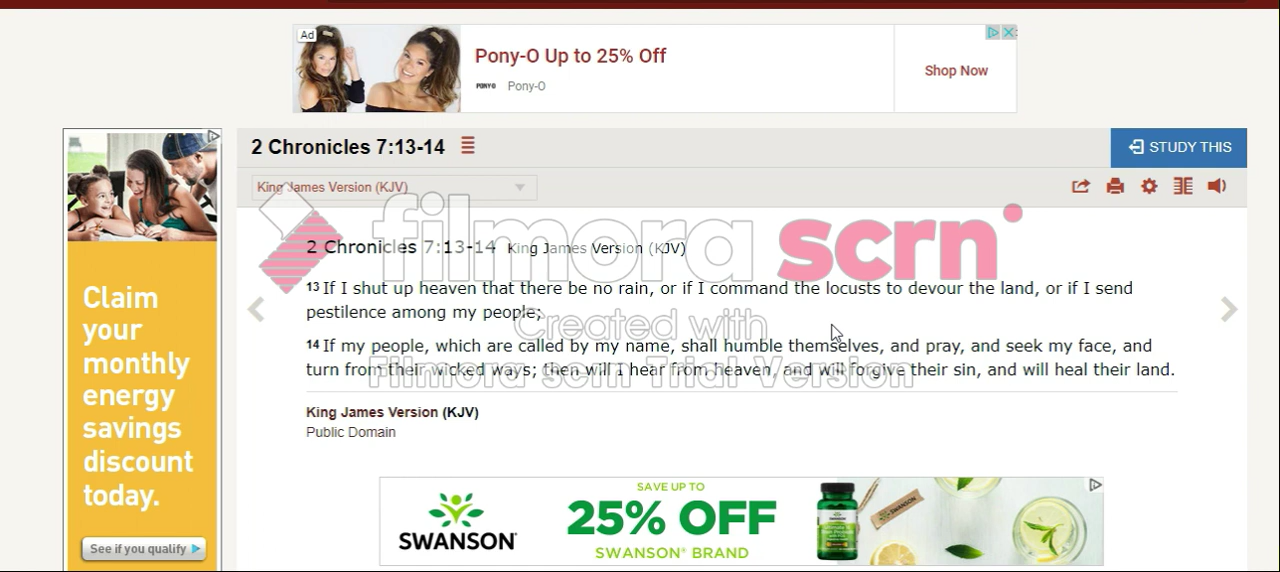 Ad
Pony-O Up to 25% Off
PONY-O
Pony-O
Shop Now
2 Chronicles 7:13-14
STUDY THIS
King James Version (KJV)
filmora scrn
Created with
Filmora scrn Trial Version
2 Chronicles 7:13-14 King James Version (KJV)
13 If I shut up heaven that there be no rain, or if I command the locusts to devour the land, or if I send
pestilence among my people;
14 If my people, which are called by my name, shall humble themselves, and pray, and seek my face, and
turn from their wicked ways; then will I hear from heaven, and will forgive their sin, and will heal their land.
King James Version (KJV)
Public Domain
Claim
your
monthly
energy
savings
discount
today.
See if you qualify
SWANSON®
SAVE UP TO
25% OFF
SWANSON® BRAND
SWANSON